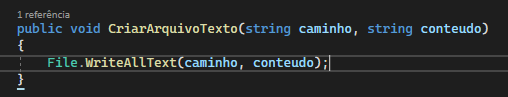 1 referência
public void CriarArquivoTexto(string caminho, string conteudo)
{
File.WriteAllText(caminho, conteudo);
}